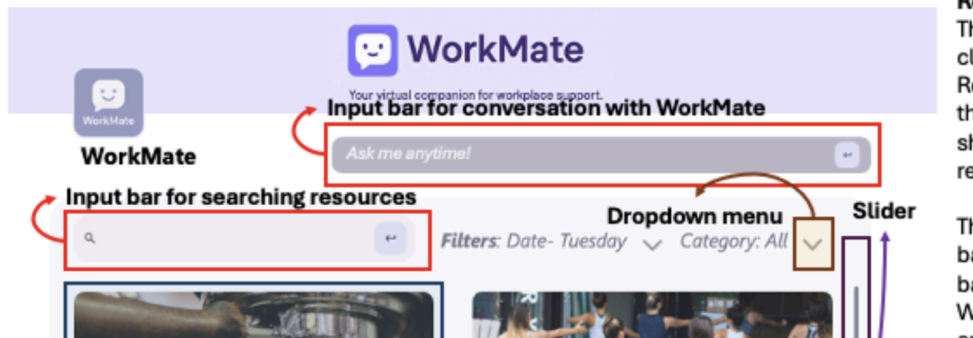 WorkMate
Your virtual companion for workplace support.
WorkMate
Input bar for conversation with WorkMate
Ask me anytime!
WorkMate
Input bar for searching resources
Dropdown menu
Slider
Filters: Date- Tuesday
Category: All